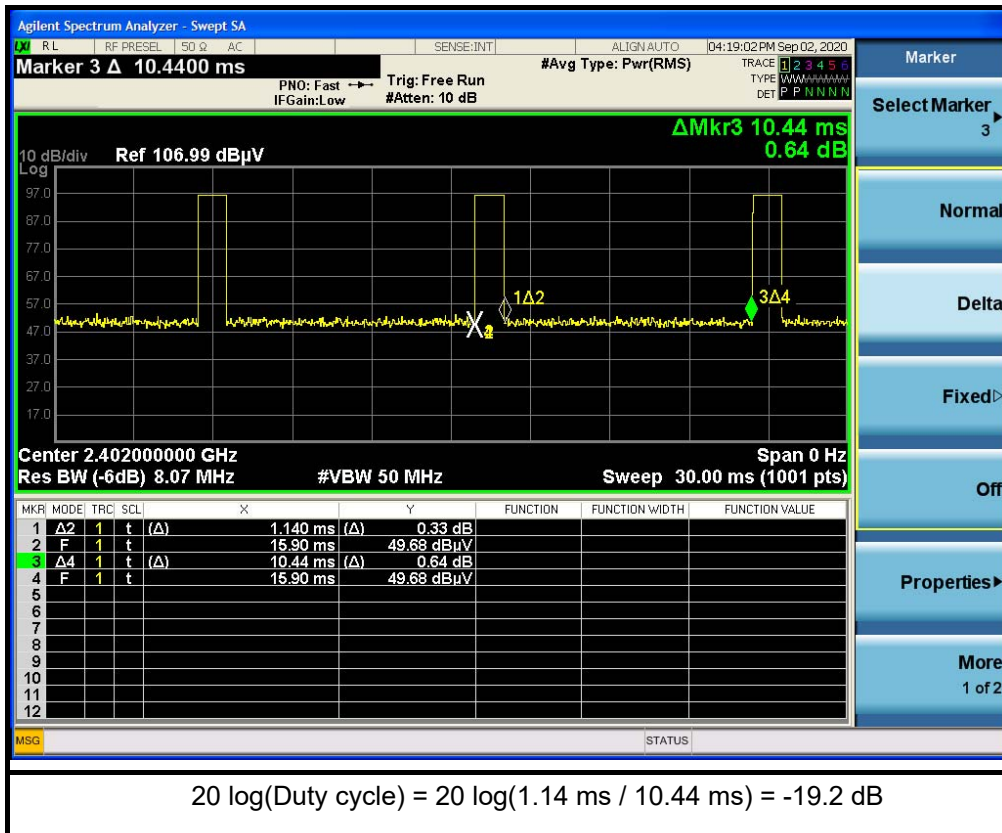 Agilent Spectrum Analyzer - Swept SA
LXI RL RF PRESEL 50 Ω AC SENSE:INT ALIGN AUTO 04:19:02 PM Sep 02, 2020
Marker 3 Δ 10.4400 ms
PNO: Fast
IFGain:Low
Trig: Free Run
#Atten: 10 dB
#Avg Type: Pwr(RMS)
TRACE 1 2 3 4 5 6
TYPE WWWWWW
DET P P N N N N
ΔMkr3 10.44 ms
0.64 dB
10 dB/div Ref 106.99 dBµV
Log
97.0
87.0
77.0
67.0
57.0
47.0
37.0
27.0
17.0
1Δ2
3Δ4
Center 2.402000000 GHz Span 0 Hz
Res BW (-6dB) 8.07 MHz #VBW 50 MHz Sweep 30.00 ms (1001 pts)
MKR MODE TRC SCL X Y FUNCTION FUNCTION WIDTH FUNCTION VALUE
1 Δ2 1 t (Δ) 1.140 ms (Δ) 0.33 dB
2 F 1 t 15.90 ms 49.68 dBµV
3 Δ4 1 t (Δ) 10.44 ms (Δ) 0.64 dB
4 F 1 t 15.90 ms 49.68 dBµV
5
6
7
8
9
10
11
12
MSG STATUS
Marker
Select Marker
3
Normal
Delta
Fixed
Off
Properties
More
1 of 2
20 log(Duty cycle) = 20 log(1.14 ms / 10.44 ms) = -19.2 dB